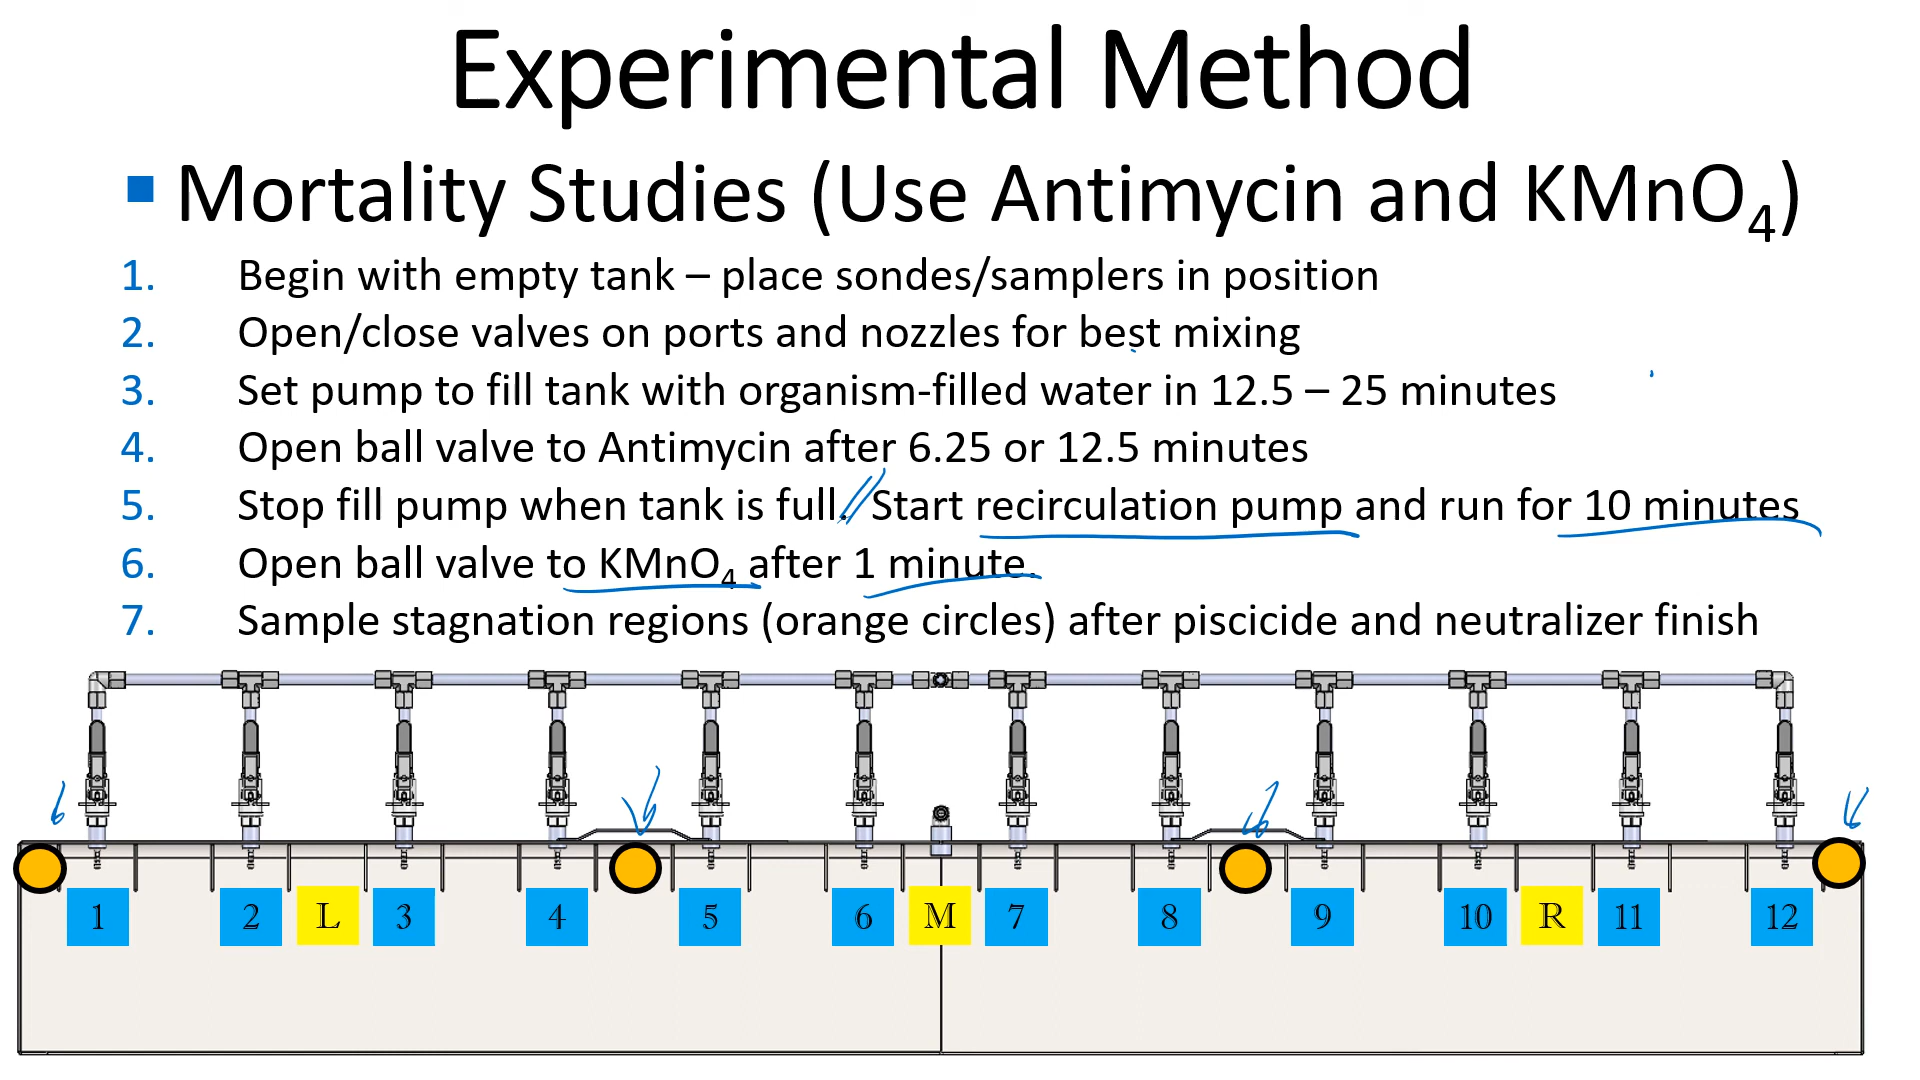 Experimental Method
▪ Mortality Studies (Use Antimycin and KMnO₄)
1. Begin with empty tank – place sondes/samplers in position
2. Open/close valves on ports and nozzles for best mixing
3. Set pump to fill tank with organism-filled water in 12.5 – 25 minutes
4. Open ball valve to Antimycin after 6.25 or 12.5 minutes
5. Stop fill pump when tank is full. Start recirculation pump and run for 10 minutes
6. Open ball valve to KMnO₄ after 1 minute.
7. Sample stagnation regions (orange circles) after piscicide and neutralizer finish
1 2 L 3 4 5 6 M 7 8 9 10 R 11 12